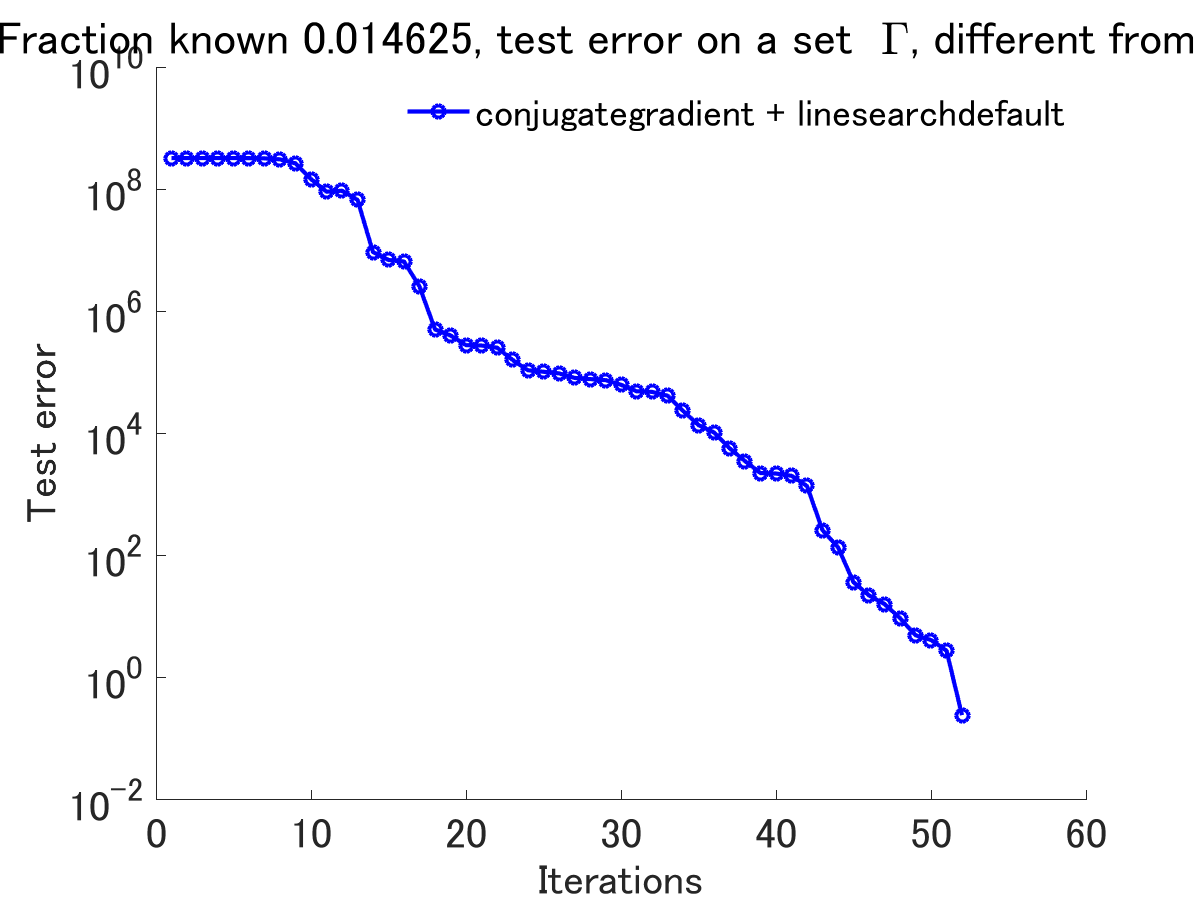 Fraction known 0.014625, test error on a set Γ, different from
conjugategradient + linesearchdefault
10^10
10^8
10^6
10^4
10^2
10^0
10^−2
Test error
0 10 20 30 40 50 60
Iterations